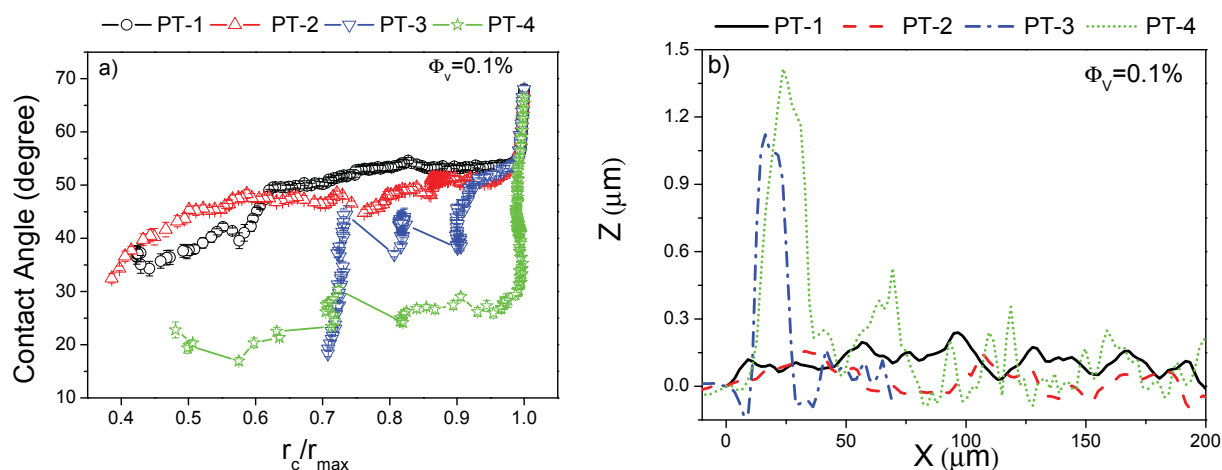 PT-1 PT-2 PT-3 PT-4
a)
Φv=0.1%
Contact Angle (degree)
70
60
50
40
30
20
10
0.4 0.5 0.6 0.7 0.8 0.9 1.0
rc/rmax
PT-1 PT-2 PT-3 PT-4
b)
ΦV=0.1%
Z (μm)
1.5
1.2
0.9
0.6
0.3
0.0
0 50 100 150 200
X (μm)